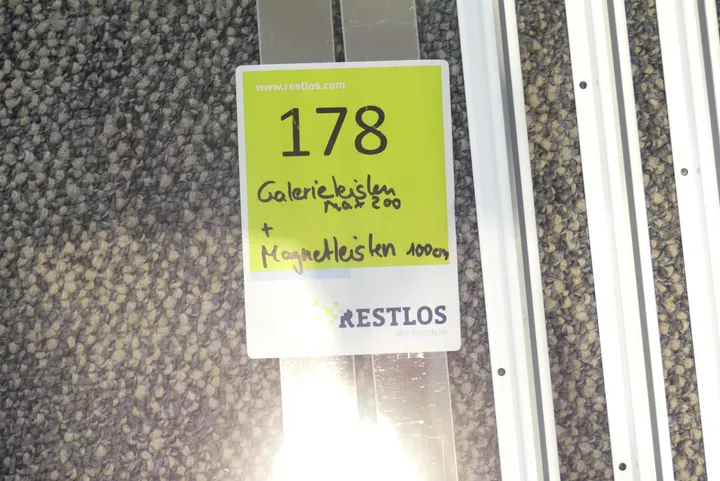 www.restlos.com
178
Galerieleisten
max 200
+
Magnetleisten 100cm
RESTLOS